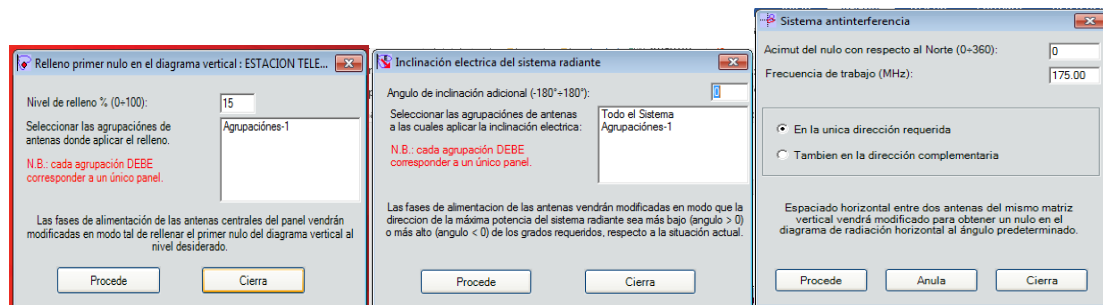 Relleno primer nulo en el diagrama vertical : ESTACION TELE...
Nivel de relleno % (0÷100):
15
Seleccionar las agrupaciónes de
antenas donde aplicar el relleno.
N.B.: cada agrupación DEBE
corresponder a un único panel.
Agrupaciónes-1
Las fases de alimentación de las antenas centrales del panel vendrán
modificadas en modo tal de rellenar el primer nulo del diagrama vertical al
nivel desiderado.
Procede
Cierra
Inclinación electrica del sistema radiante
Angulo de inclinación adicional (-180°÷180°):
0
Seleccionar las agrupaciónes de antenas
a las cuales aplicar la inclinación electrica:
N.B.: cada agrupación DEBE
corresponder a un único panel.
Todo el Sistema
Agrupaciónes-1
Las fases de alimentacion de las antenas vendrán modificadas en modo que la
direccion de la máxima potencia del sistema radiante sea más bajo (angulo > 0)
o más alto (angulo < 0) de los grados requeridos, respecto a la situación actual.
Procede
Cierra
Sistema antinterferencia
Acimut del nulo con respecto al Norte (0÷360):
0
Frecuencia de trabajo (MHz):
175.00
En la unica dirección requerida
Tambien en la dirección complementaria
Espaciado horizontal entre dos antenas del mismo matriz
vertical vendrá modificado para obtener un nulo en el
diagrama de radiación horizontal al ángulo predeterminado.
Procede
Anula
Cierra